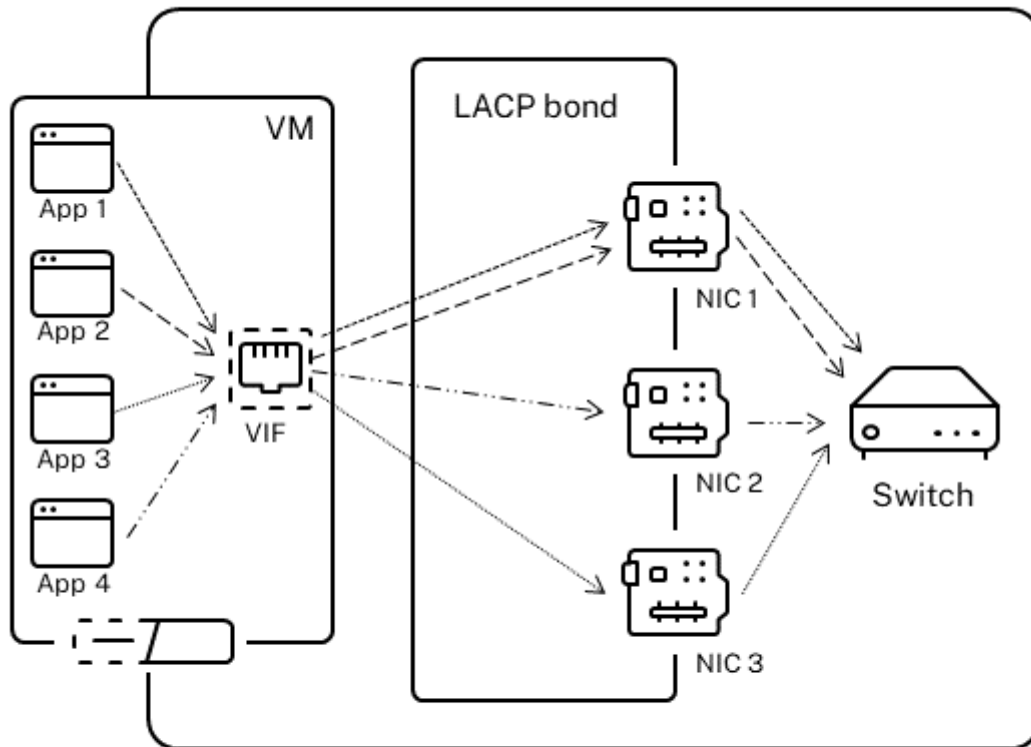 LACP bond
VM
App 1
App 2
App 3
App 4
VIF
NIC 1
NIC 2
NIC 3
Switch